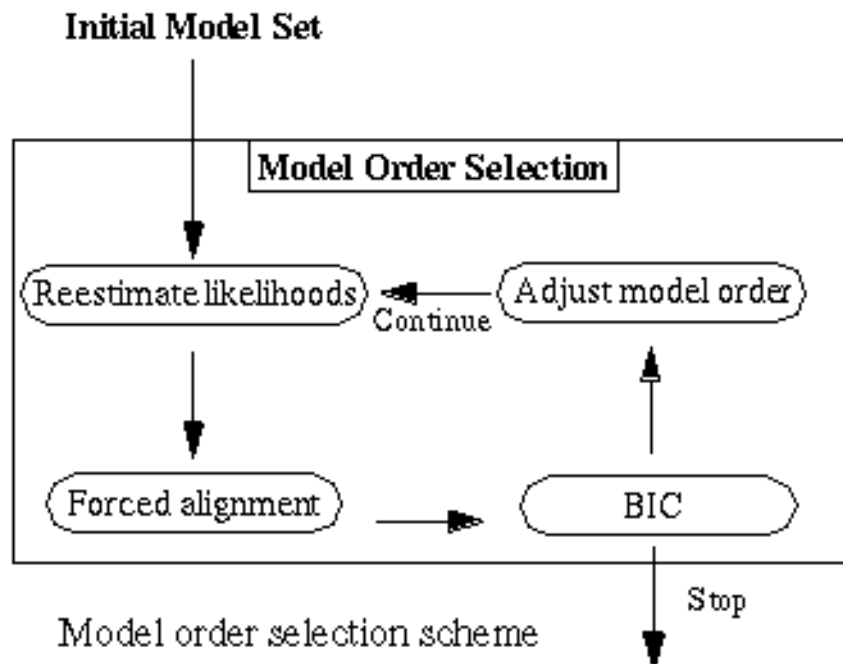 Initial Model Set
Model Order Selection
Reestimate likelihoods
Adjust model order
Continue
Forced alignment
BIC
Stop
Model order selection scheme